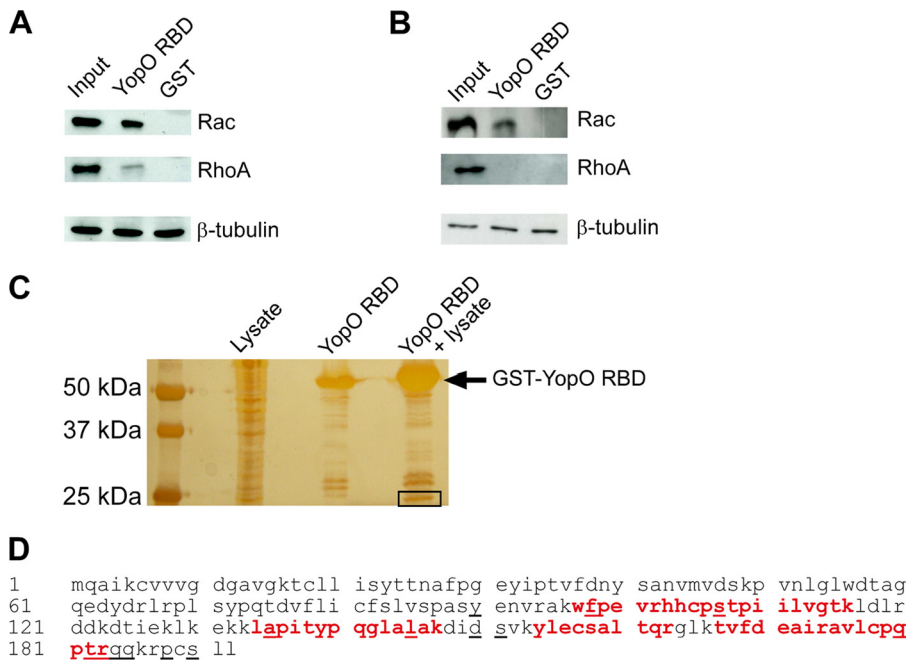 A
Input YopO RBD GST
Rac
RhoA
β-tubulin
B
Input YopO RBD GST
Rac
RhoA
β-tubulin
C
Lysate YopO RBD YopO RBD + lysate
50 kDa
37 kDa
25 kDa
GST-YopO RBD
D
1 mqaikcvvvg dgavgktcll isyttnafpg eyiptvfdny sanvmvdskp vnlglwdtag
61 qedydrlrpl sypqtdvfli cfslvspasy envrakwfpe vrhhcpstpi ilvgtkldlr
121 ddkdtieklk ekklapityp qglalakdid svkylecsal tqrglktvfd eairavlcpq
181 ptrqqkrpcs ll